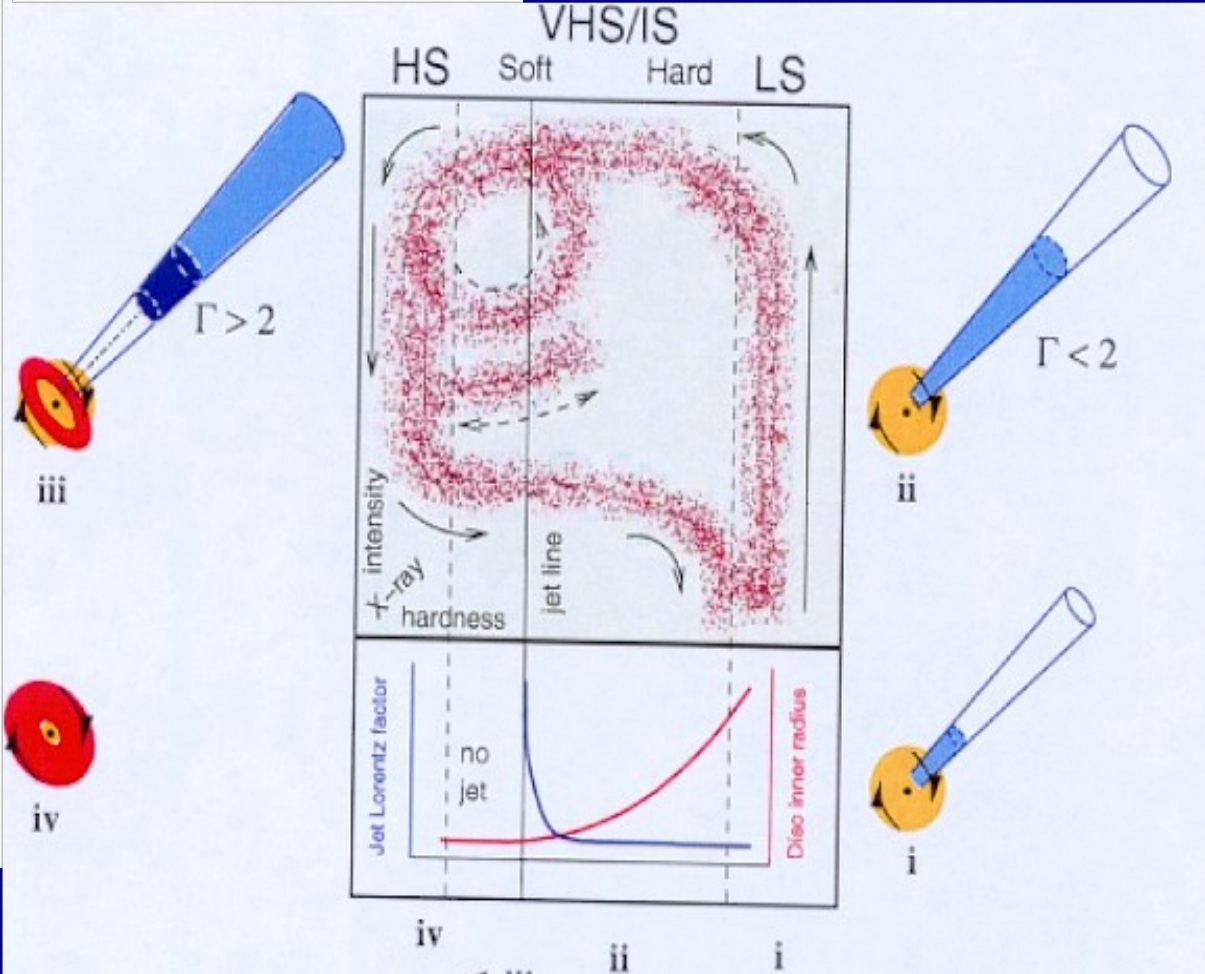 VHS/IS
HS Soft Hard LS
Γ > 2
Γ < 2
iii
ii
intensity
X-ray
hardness
jet line
Jet Lorentz factor
no
jet
Disc inner radius
iv
i
iv
ii
i